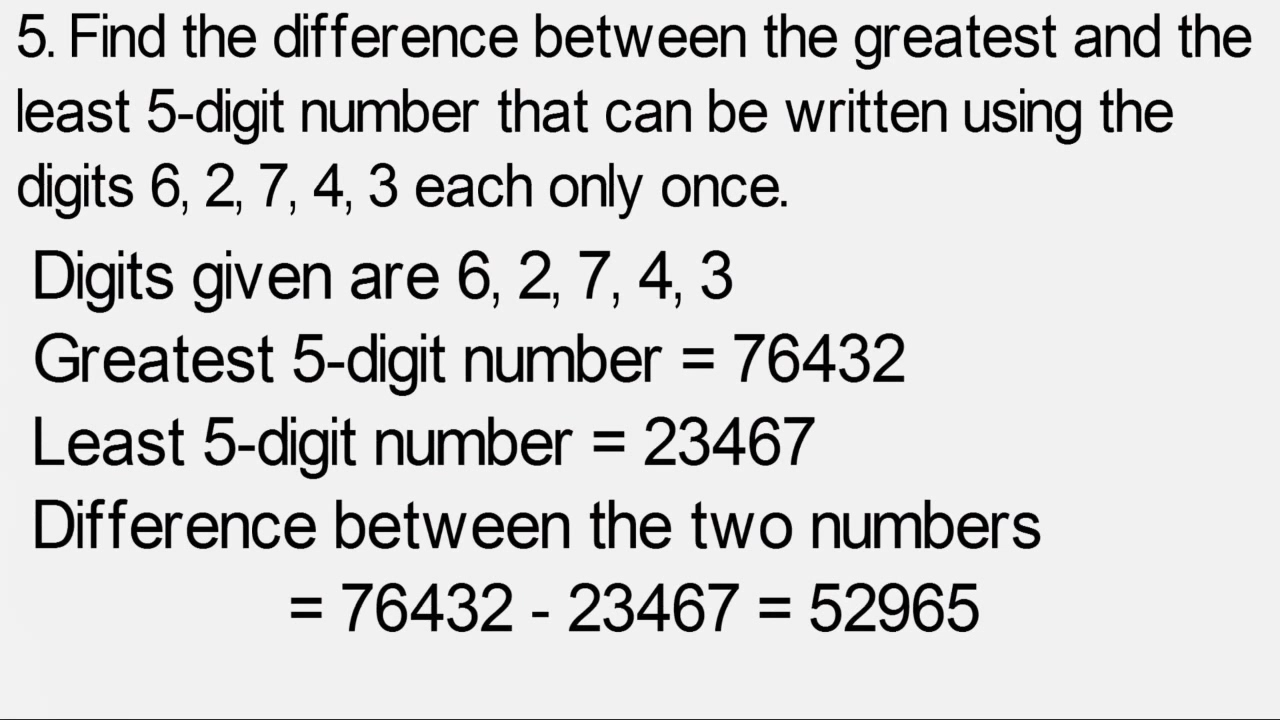 5. Find the difference between the greatest and the
least 5-digit number that can be written using the
digits 6, 2, 7, 4, 3 each only once.
Digits given are 6, 2, 7, 4, 3
Greatest 5-digit number = 76432
Least 5-digit number = 23467
Difference between the two numbers
= 76432 - 23467 = 52965